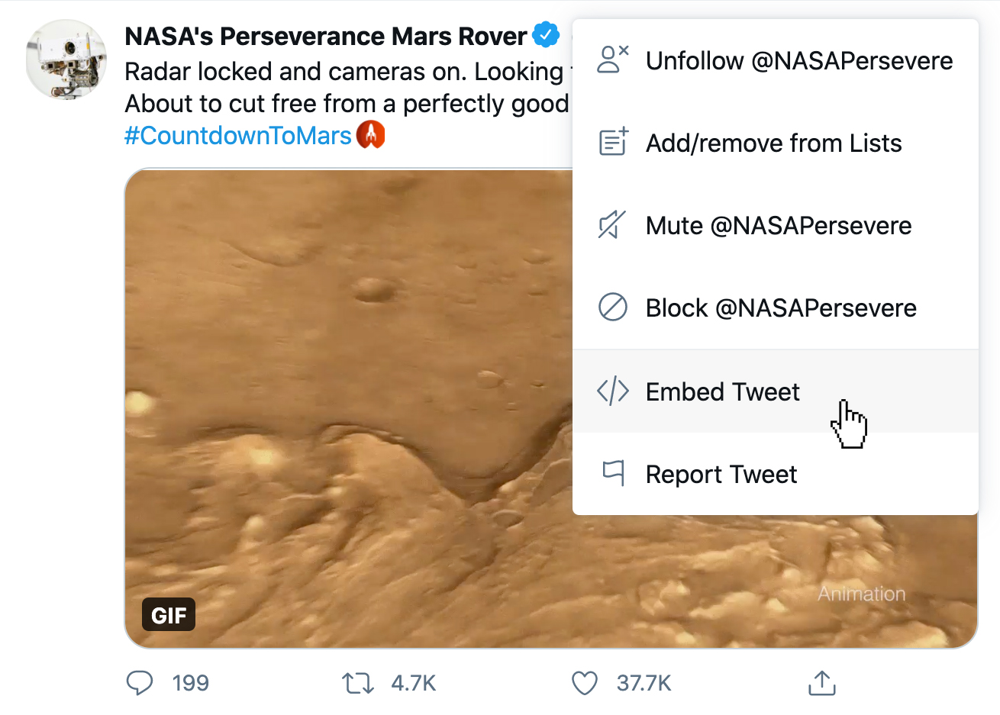 NASA's Perseverance Mars Rover
Radar locked and cameras on. Looking
About to cut free from a perfectly good
#CountdownToMars
Unfollow @NASAPersevere
Add/remove from Lists
Mute @NASAPersevere
Block @NASAPersevere
Embed Tweet
Report Tweet
Animation
GIF
199 4.7K 37.7K